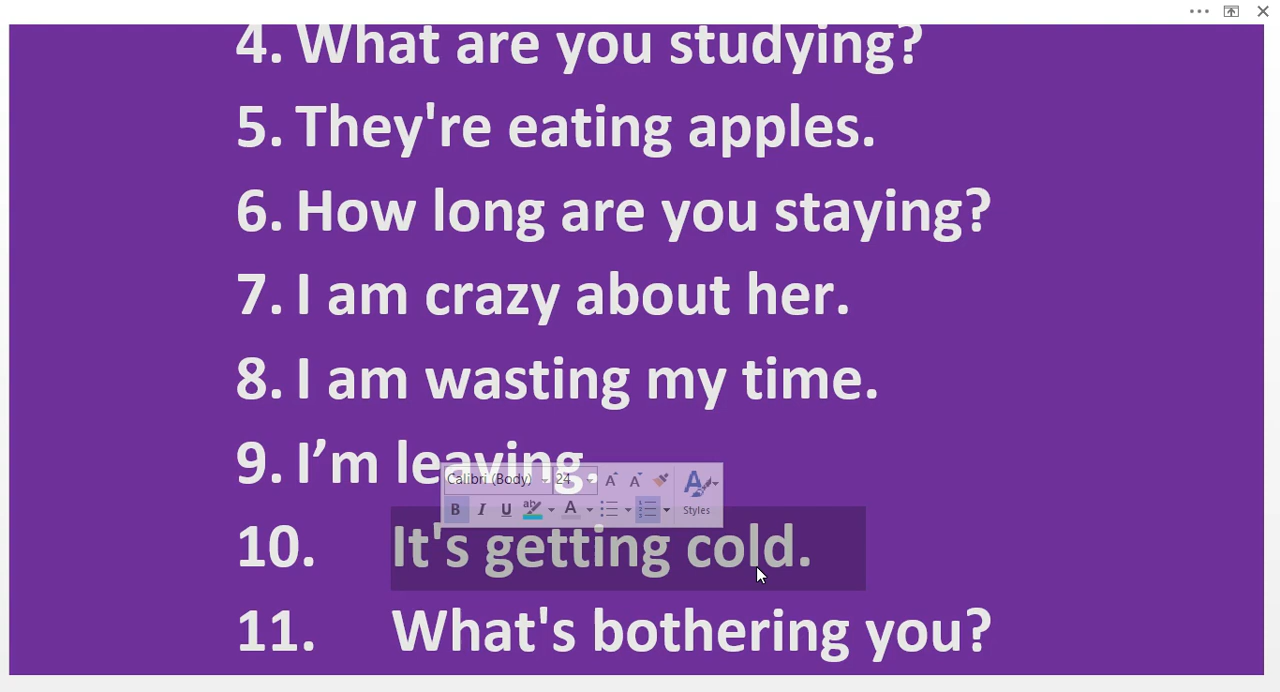 4. What are you studying?
5. They're eating apples.
6. How long are you staying?
7. I am crazy about her.
8. I am wasting my time.
9. I’m leaving.
Calibri (Body) 24 A A A
B I U ab A Styles
10. It's getting cold.
11. What's bothering you?